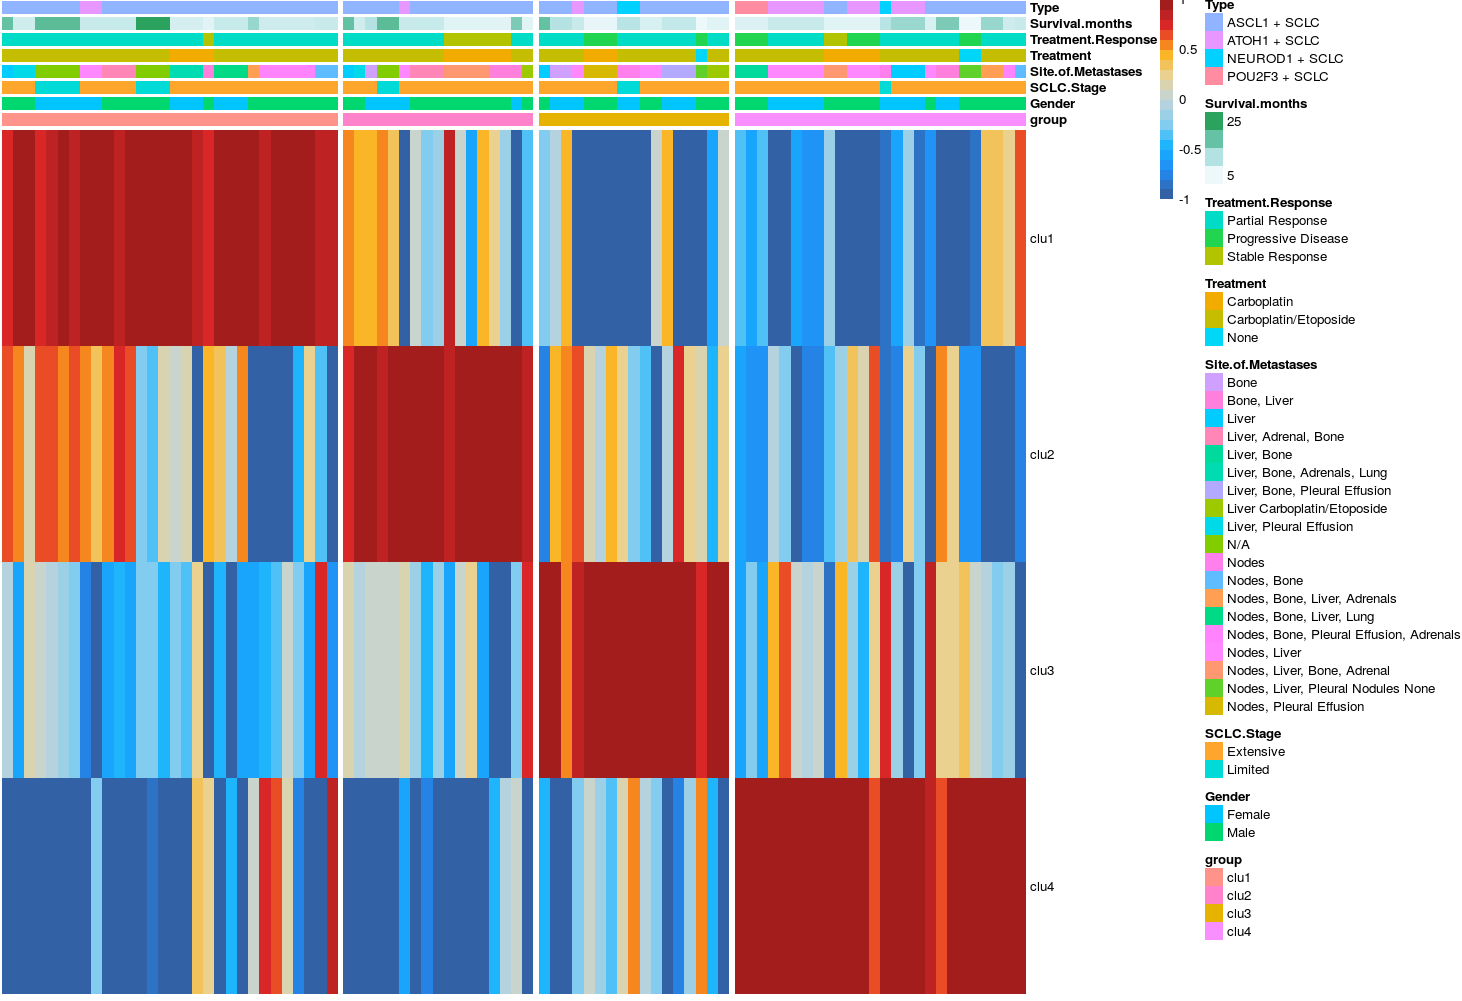 Type
Survival.months
Treatment.Response
Treatment
Site.of.Metastases
SCLC.Stage
Gender
group
clu1
clu2
clu3
clu4
0.5
0
-0.5
-1
Type
ASCL1 + SCLC
ATOH1 + SCLC
NEUROD1 + SCLC
POU2F3 + SCLC
Survival.months
25
5
Treatment.Response
Partial Response
Progressive Disease
Stable Response
Treatment
Carboplatin
Carboplatin/Etoposide
None
Site.of.Metastases
Bone
Bone, Liver
Liver
Liver, Adrenal, Bone
Liver, Bone
Liver, Bone, Adrenals, Lung
Liver, Bone, Pleural Effusion
Liver Carboplatin/Etoposide
Liver, Pleural Effusion
N/A
Nodes
Nodes, Bone
Nodes, Bone, Liver, Adrenals
Nodes, Bone, Liver, Lung
Nodes, Bone, Pleural Effusion, Adrenals
Nodes, Liver
Nodes, Liver, Bone, Adrenal
Nodes, Liver, Pleural Nodules None
Nodes, Pleural Effusion
SCLC.Stage
Extensive
Limited
Gender
Female
Male
group
clu1
clu2
clu3
clu4